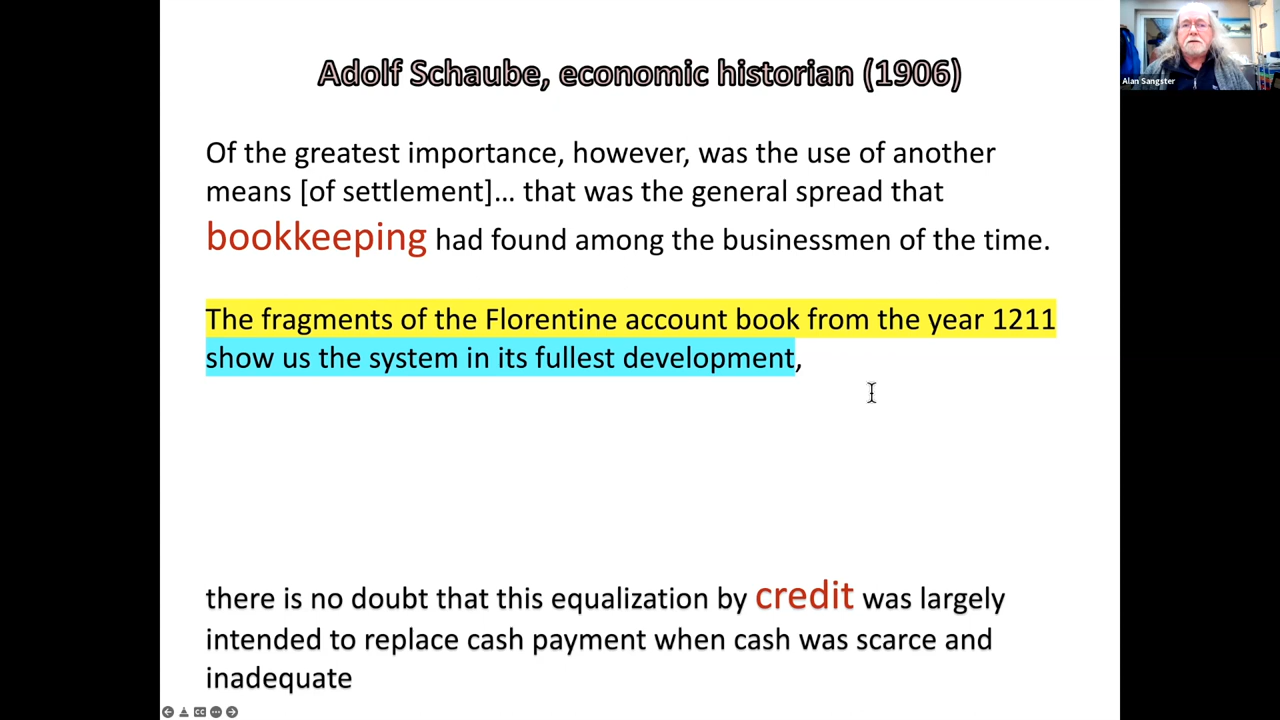 Adolf Schaube, economic historian (1906)
Alan Sangster
Of the greatest importance, however, was the use of another
means [of settlement]... that was the general spread that
bookkeeping had found among the businessmen of the time.
The fragments of the Florentine account book from the year 1211
show us the system in its fullest development,
there is no doubt that this equalization by credit was largely
intended to replace cash payment when cash was scarce and
inadequate
CC